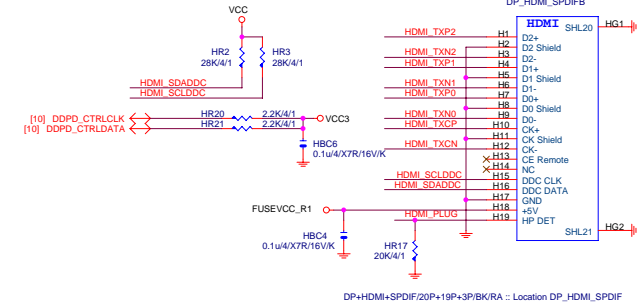 DP_HDMI_SPDIFB
VCC
HR2
28K/4/1
HR3
28K/4/1
HDMI_SDADDC
HDMI_SCLDDC
[10] DDPD_CTRLCLK
[10] DDPD_CTRLDATA
HR20
2.2K/4/1
HR21
2.2K/4/1
VCC3
HBC6
0.1u/4/X7R/16V/K
FUSEVCC_R1
HBC4
0.1u/4/X7R/16V/K
HR17
20K/4/1
HDMI
SHL20 HG1
HDMI_TXP2 H1 D2+
H2 D2 Shield
HDMI_TXN2 H3 D2-
HDMI_TXP1 H4 D1+
H5 D1 Shield
HDMI_TXN1 H6 D1-
HDMI_TXP0 H7 D0+
H8 D0 Shield
HDMI_TXN0 H9 D0-
HDMI_TXCP H10 CK+
H11 CK Shield
HDMI_TXCN H12 CK-
H13 CE Remote
H14 NC
HDMI_SCLDDC H15 DDC CLK
HDMI_SDADDC H16 DDC DATA
H17 GND
H18 +5V
HDMI_PLUG H19 HP DET
SHL21 HG2
DP+HDMI+SPDIF/20P+19P+3P/BK/RA :: Location DP_HDMI_SPDIF